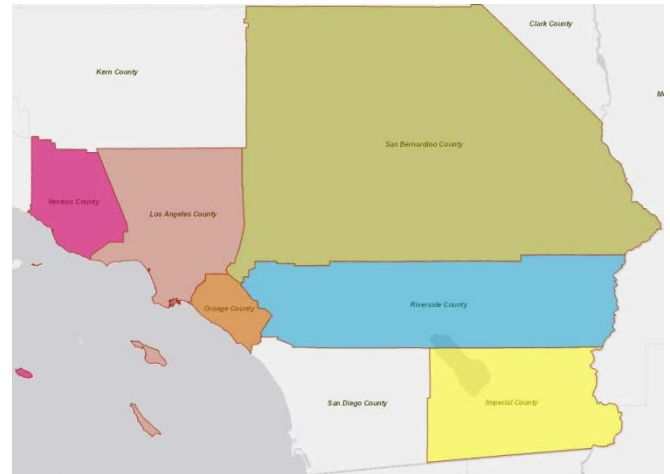 Clark County
Kern County
San Bernardino County
Ventura County
Los Angeles County
Orange County
Riverside County
San Diego County
Imperial County